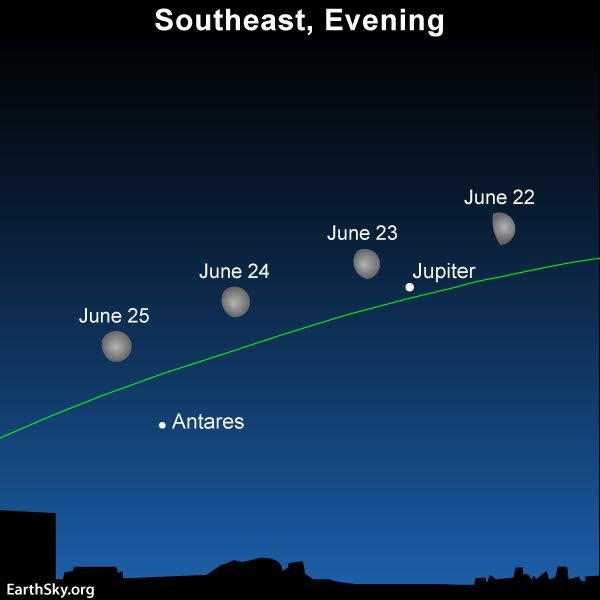 Southeast, Evening
June 22
June 23
Jupiter
June 24
June 25
Antares
EarthSky.org